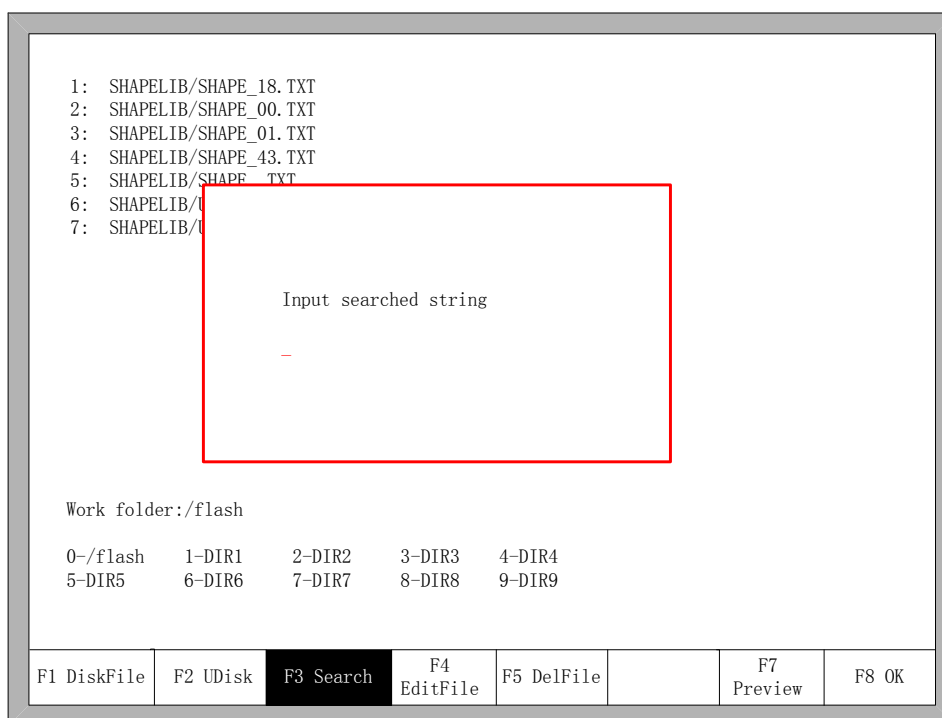 1: SHAPELIB/SHAPE_18.TXT
2: SHAPELIB/SHAPE_00.TXT
3: SHAPELIB/SHAPE_01.TXT
4: SHAPELIB/SHAPE_43.TXT
5: SHAPELIB/SHAPE_ .TXT
6: SHAPELIB/
7: SHAPELIB/
Input searched string
_
Work folder:/flash
0-/flash 1-DIR1 2-DIR2 3-DIR3 4-DIR4
5-DIR5 6-DIR6 7-DIR7 8-DIR8 9-DIR9
F1 DiskFile F2 UDisk F3 Search F4 EditFile F5 DelFile F7 Preview F8 OK